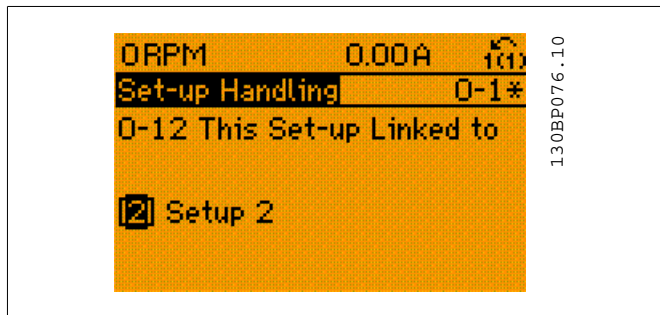 0RPM 0.00A 1(1)
Set-up Handling 0-1*
0-12 This Set-up Linked to
[2] Setup 2
130BP076.10